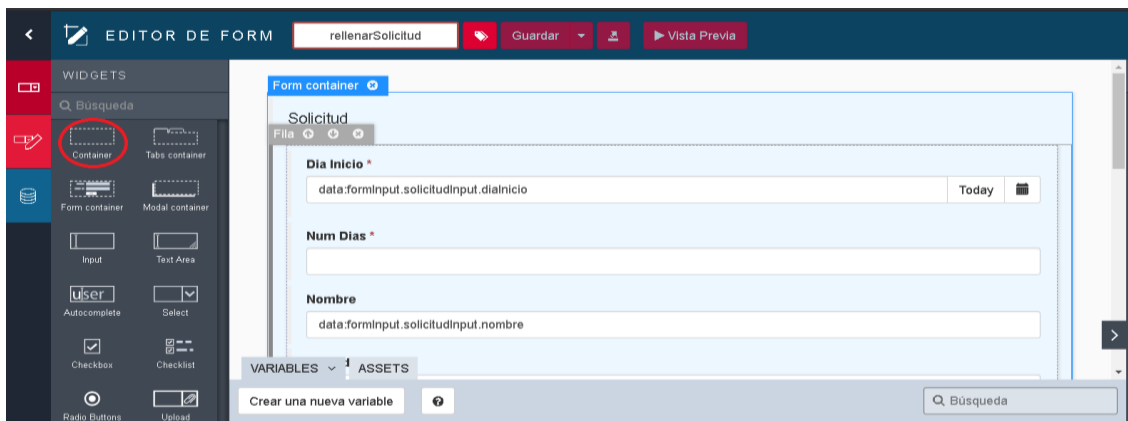 EDITOR DE FORM
rellenarSolicitud
Guardar
Vista Previa
WIDGETS
Búsqueda
Container
Tabs container
Form container
Modal container
Input
Text Area
user
Autocomplete
Select
Checkbox
Checklist
Radio Buttons
Upload
Form container
Solicitud
Fila
Dia Inicio *
data:formInput.solicitudInput.diaInicio
Today
Num Dias *
Nombre
data:formInput.solicitudInput.nombre
VARIABLES
ASSETS
Crear una nueva variable
Búsqueda